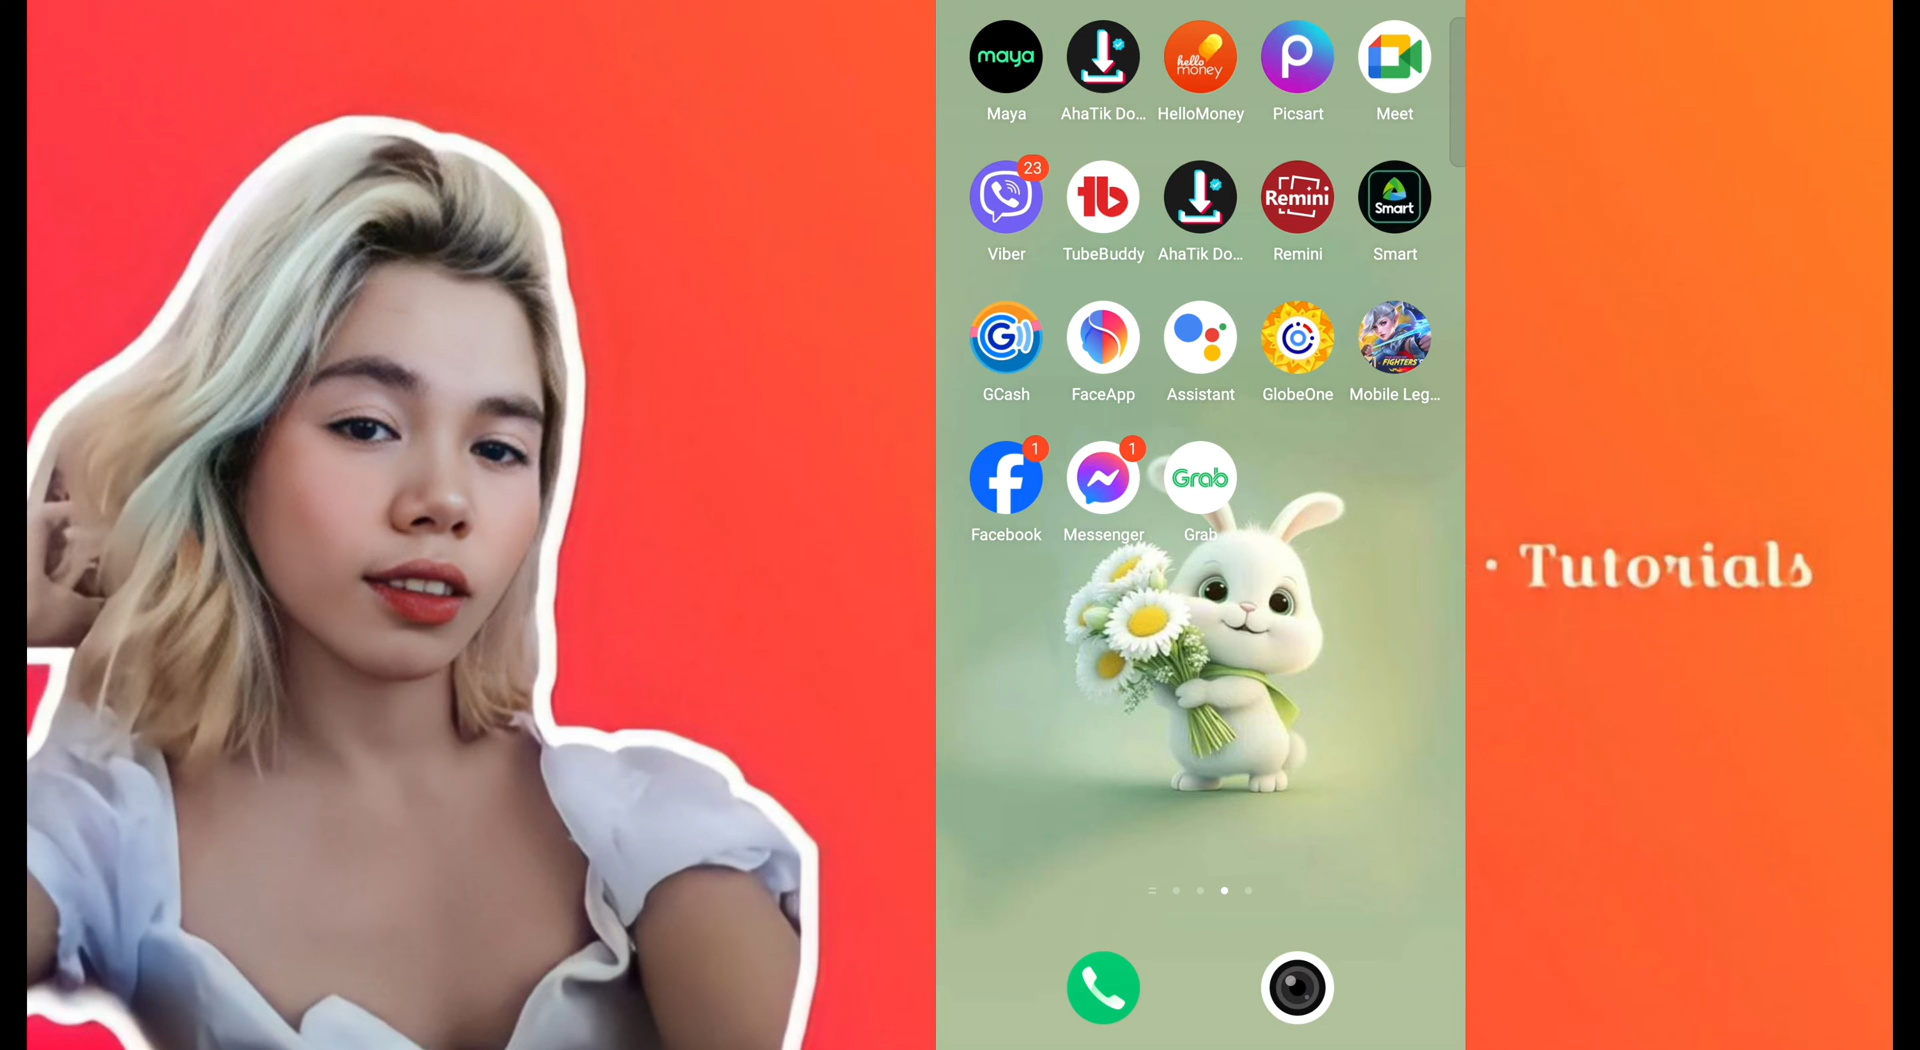 maya
hello
money
Maya
AhaTik Do...
HelloMoney
Picsart
Meet
23
Remini
Smart
Viber
TubeBuddy
AhaTik Do...
Remini
Smart
G
FIGHTERS
GCash
FaceApp
Assistant
GlobeOne
Mobile Leg...
1
1
Grab
Facebook
Messenger
Grab
· Tutorials